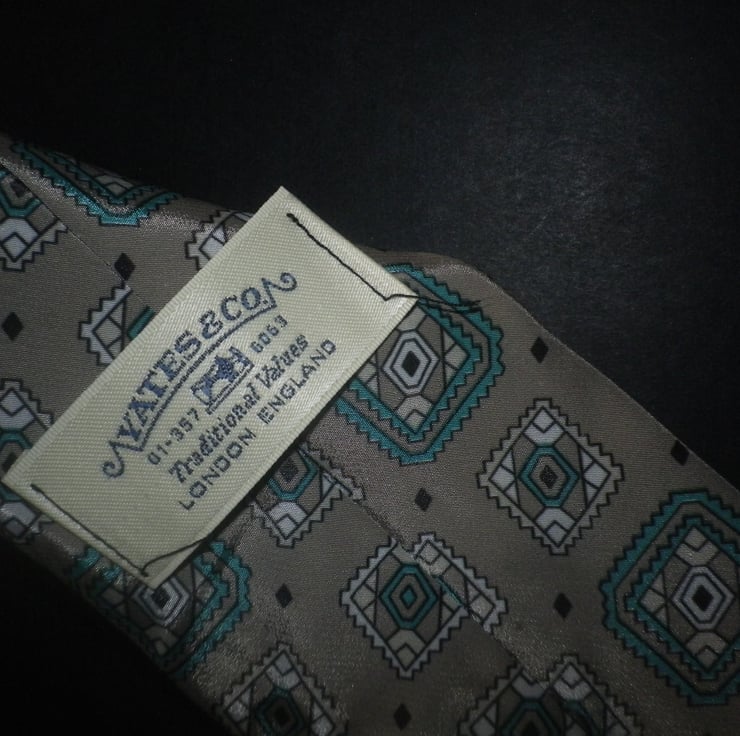 YATES & CO.
01-357 6063
Traditional Values
LONDON ENGLAND